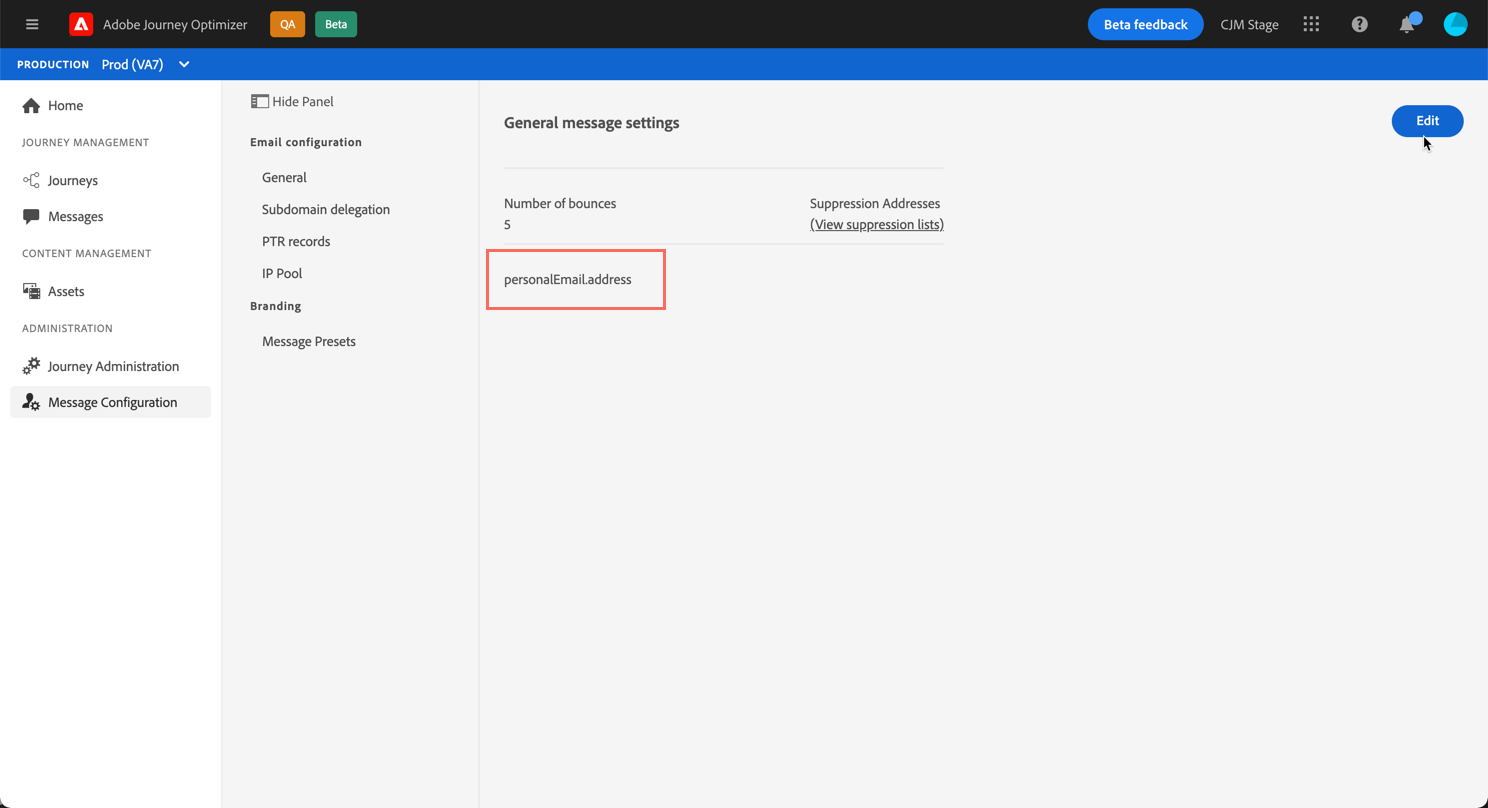 Adobe Journey Optimizer QA Beta Beta feedback CJM Stage
PRODUCTION Prod (VA7)
Home
JOURNEY MANAGEMENT
Journeys
Messages
CONTENT MANAGEMENT
Assets
ADMINISTRATION
Journey Administration
Message Configuration
Hide Panel
Email configuration
General
Subdomain delegation
PTR records
IP Pool
Branding
Message Presets
General message settings
Edit
Number of bounces
5
Suppression Addresses
(View suppression lists)
personalEmail.address